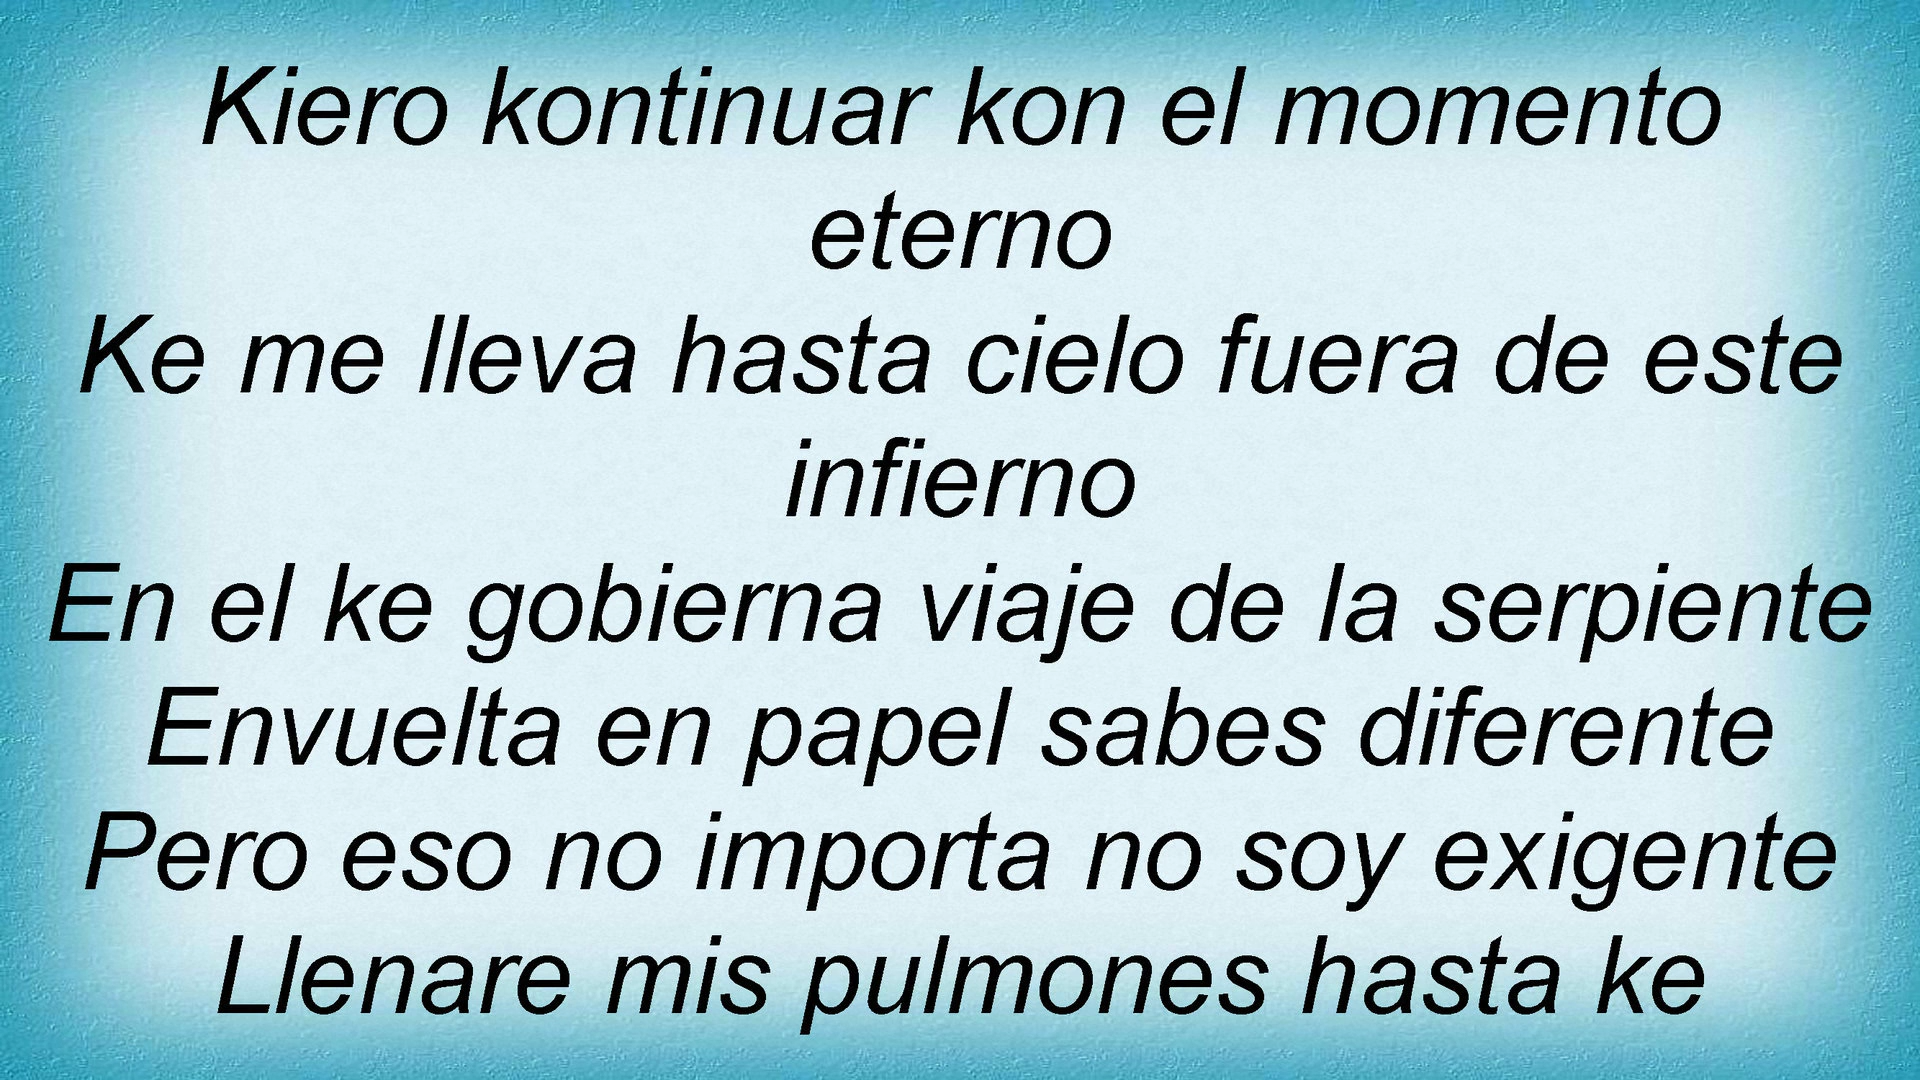 Kiero kontinuar kon el momento
eterno
Ke me lleva hasta cielo fuera de este
infierno
En el ke gobierna viaje de la serpiente
Envuelta en papel sabes diferente
Pero eso no importa no soy exigente
Llenare mis pulmones hasta ke